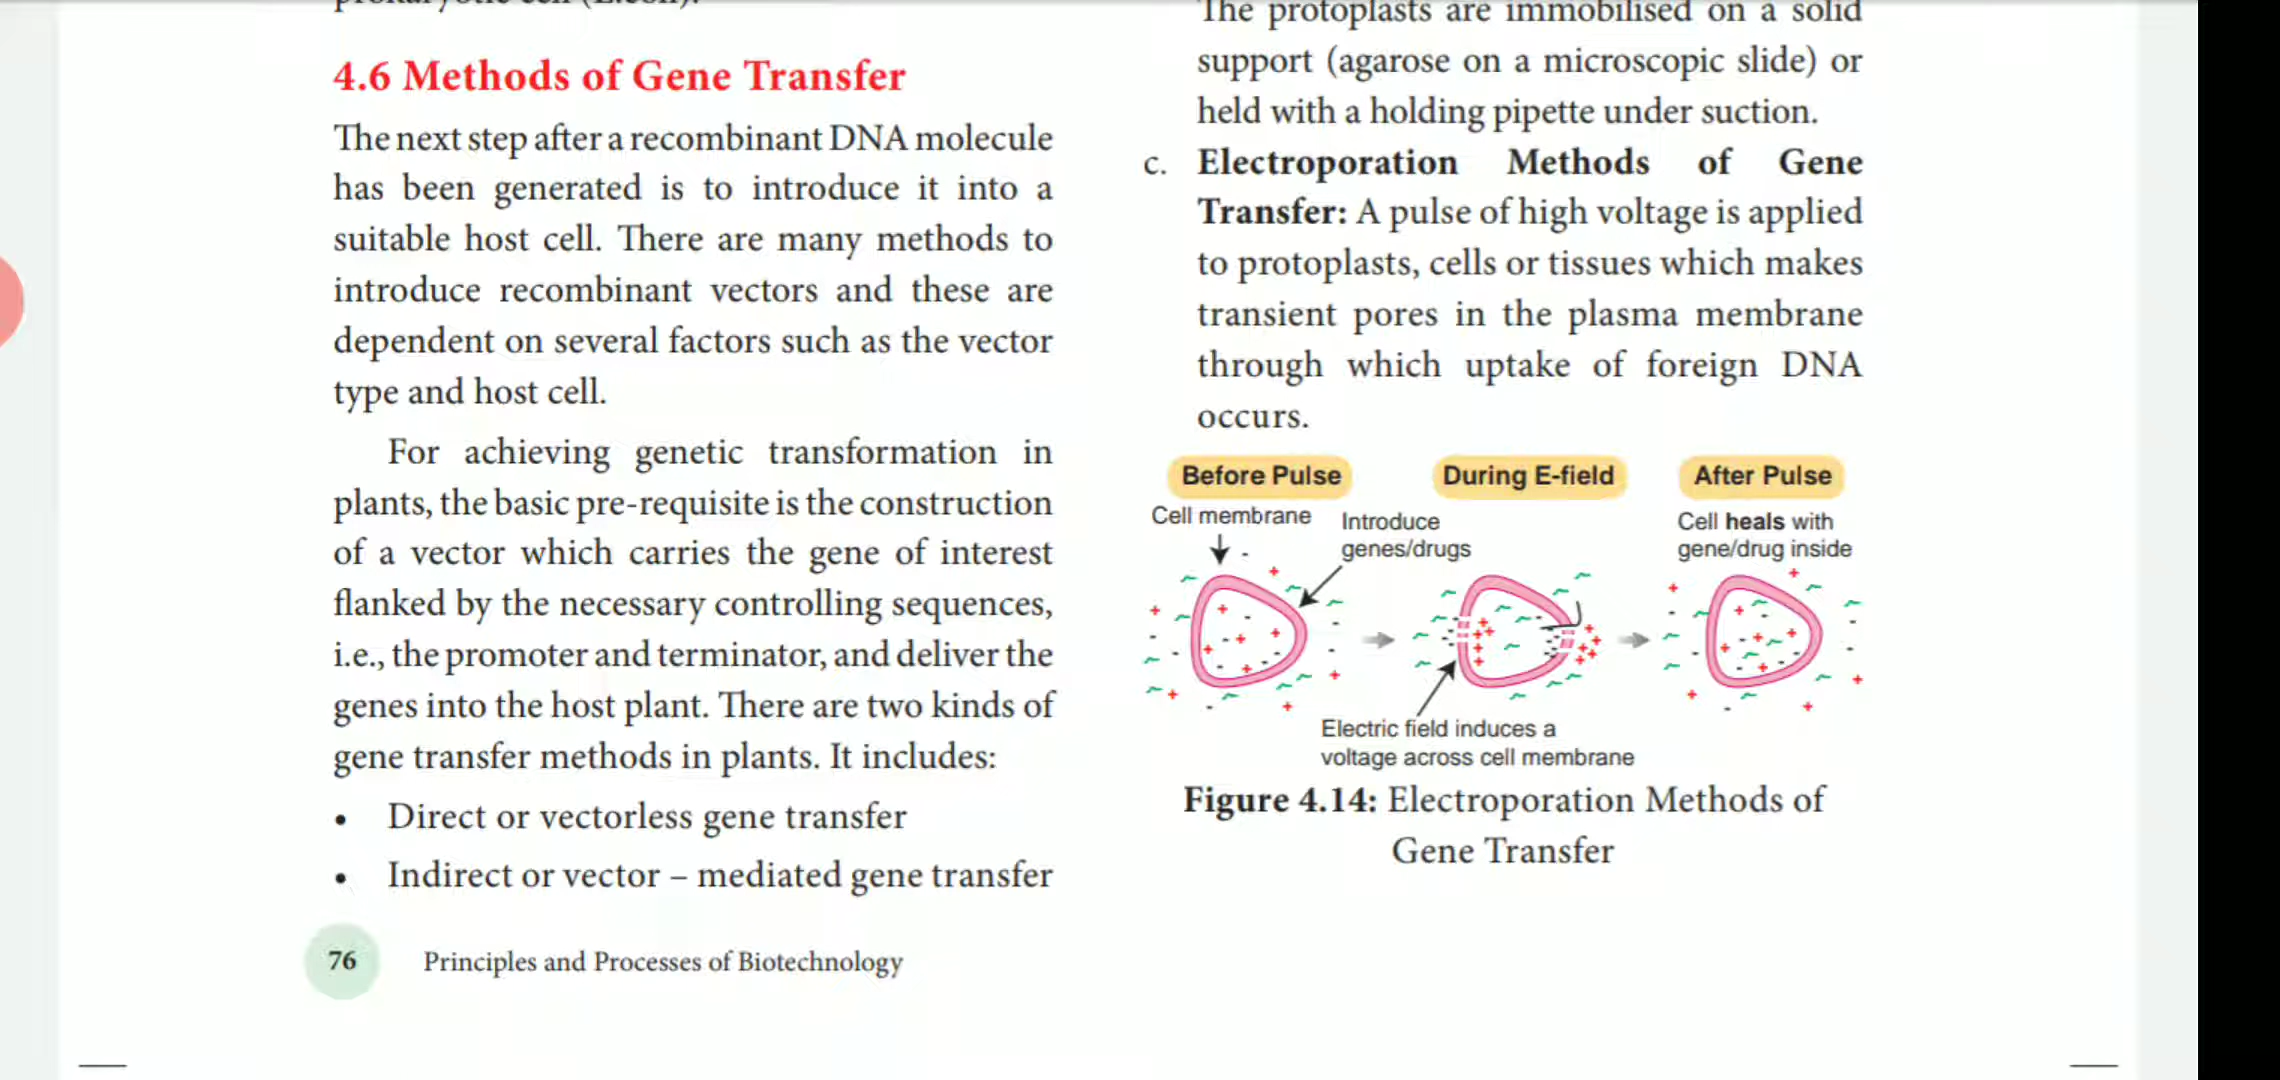 4.6 Methods of Gene Transfer
The next step after a recombinant DNA molecule
has been generated is to introduce it into a
suitable host cell. There are many methods to
introduce recombinant vectors and these are
dependent on several factors such as the vector
type and host cell.
For achieving genetic transformation in
plants, the basic pre-requisite is the construction
of a vector which carries the gene of interest
flanked by the necessary controlling sequences,
i.e., the promoter and terminator, and deliver the
genes into the host plant. There are two kinds of
gene transfer methods in plants. It includes:
• Direct or vectorless gene transfer
• Indirect or vector – mediated gene transfer
76 Principles and Processes of Biotechnology
The protoplasts are immobilised on a solid
support (agarose on a microscopic slide) or
held with a holding pipette under suction.
c. Electroporation Methods of Gene
Transfer: A pulse of high voltage is applied
to protoplasts, cells or tissues which makes
transient pores in the plasma membrane
through which uptake of foreign DNA
occurs.
Before Pulse
During E-field
After Pulse
Cell membrane
Introduce
genes/drugs
Cell heals with
gene/drug inside
Electric field induces a
voltage across cell membrane
Figure 4.14: Electroporation Methods of
Gene Transfer